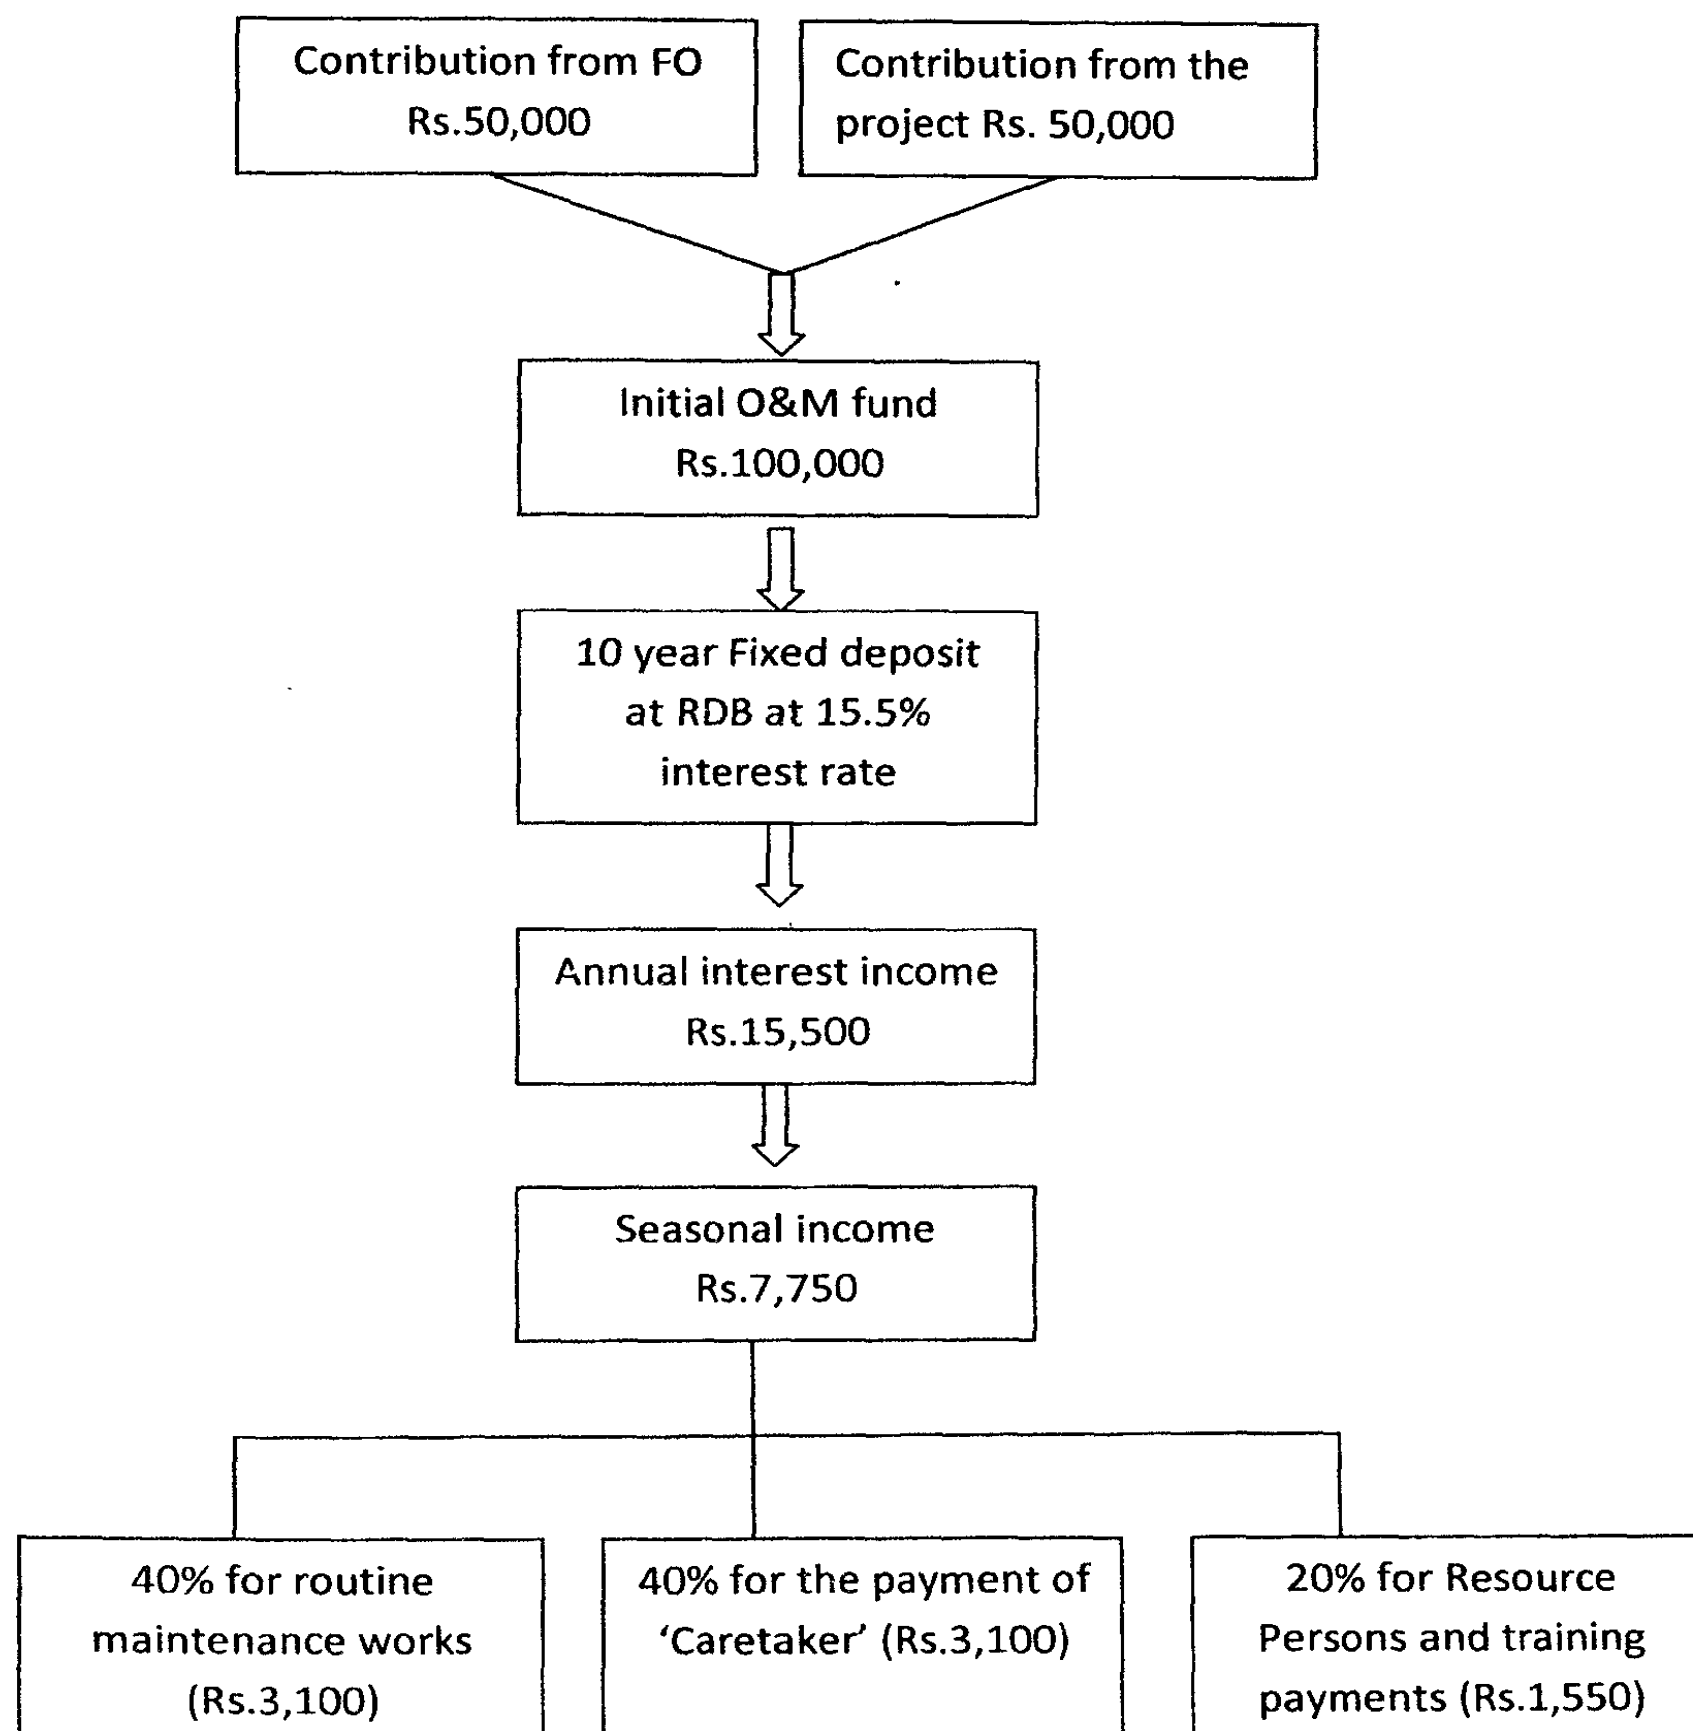 Contribution from FO
Rs.50,000
Contribution from the
project Rs. 50,000
Initial O&M fund
Rs.100,000
10 year Fixed deposit
at RDB at 15.5%
interest rate
Annual interest income
Rs.15,500
Seasonal income
Rs.7,750
40% for routine
maintenance works
(Rs.3,100)
40% for the payment of
‘Caretaker’ (Rs.3,100)
20% for Resource
Persons and training
payments (Rs.1,550)